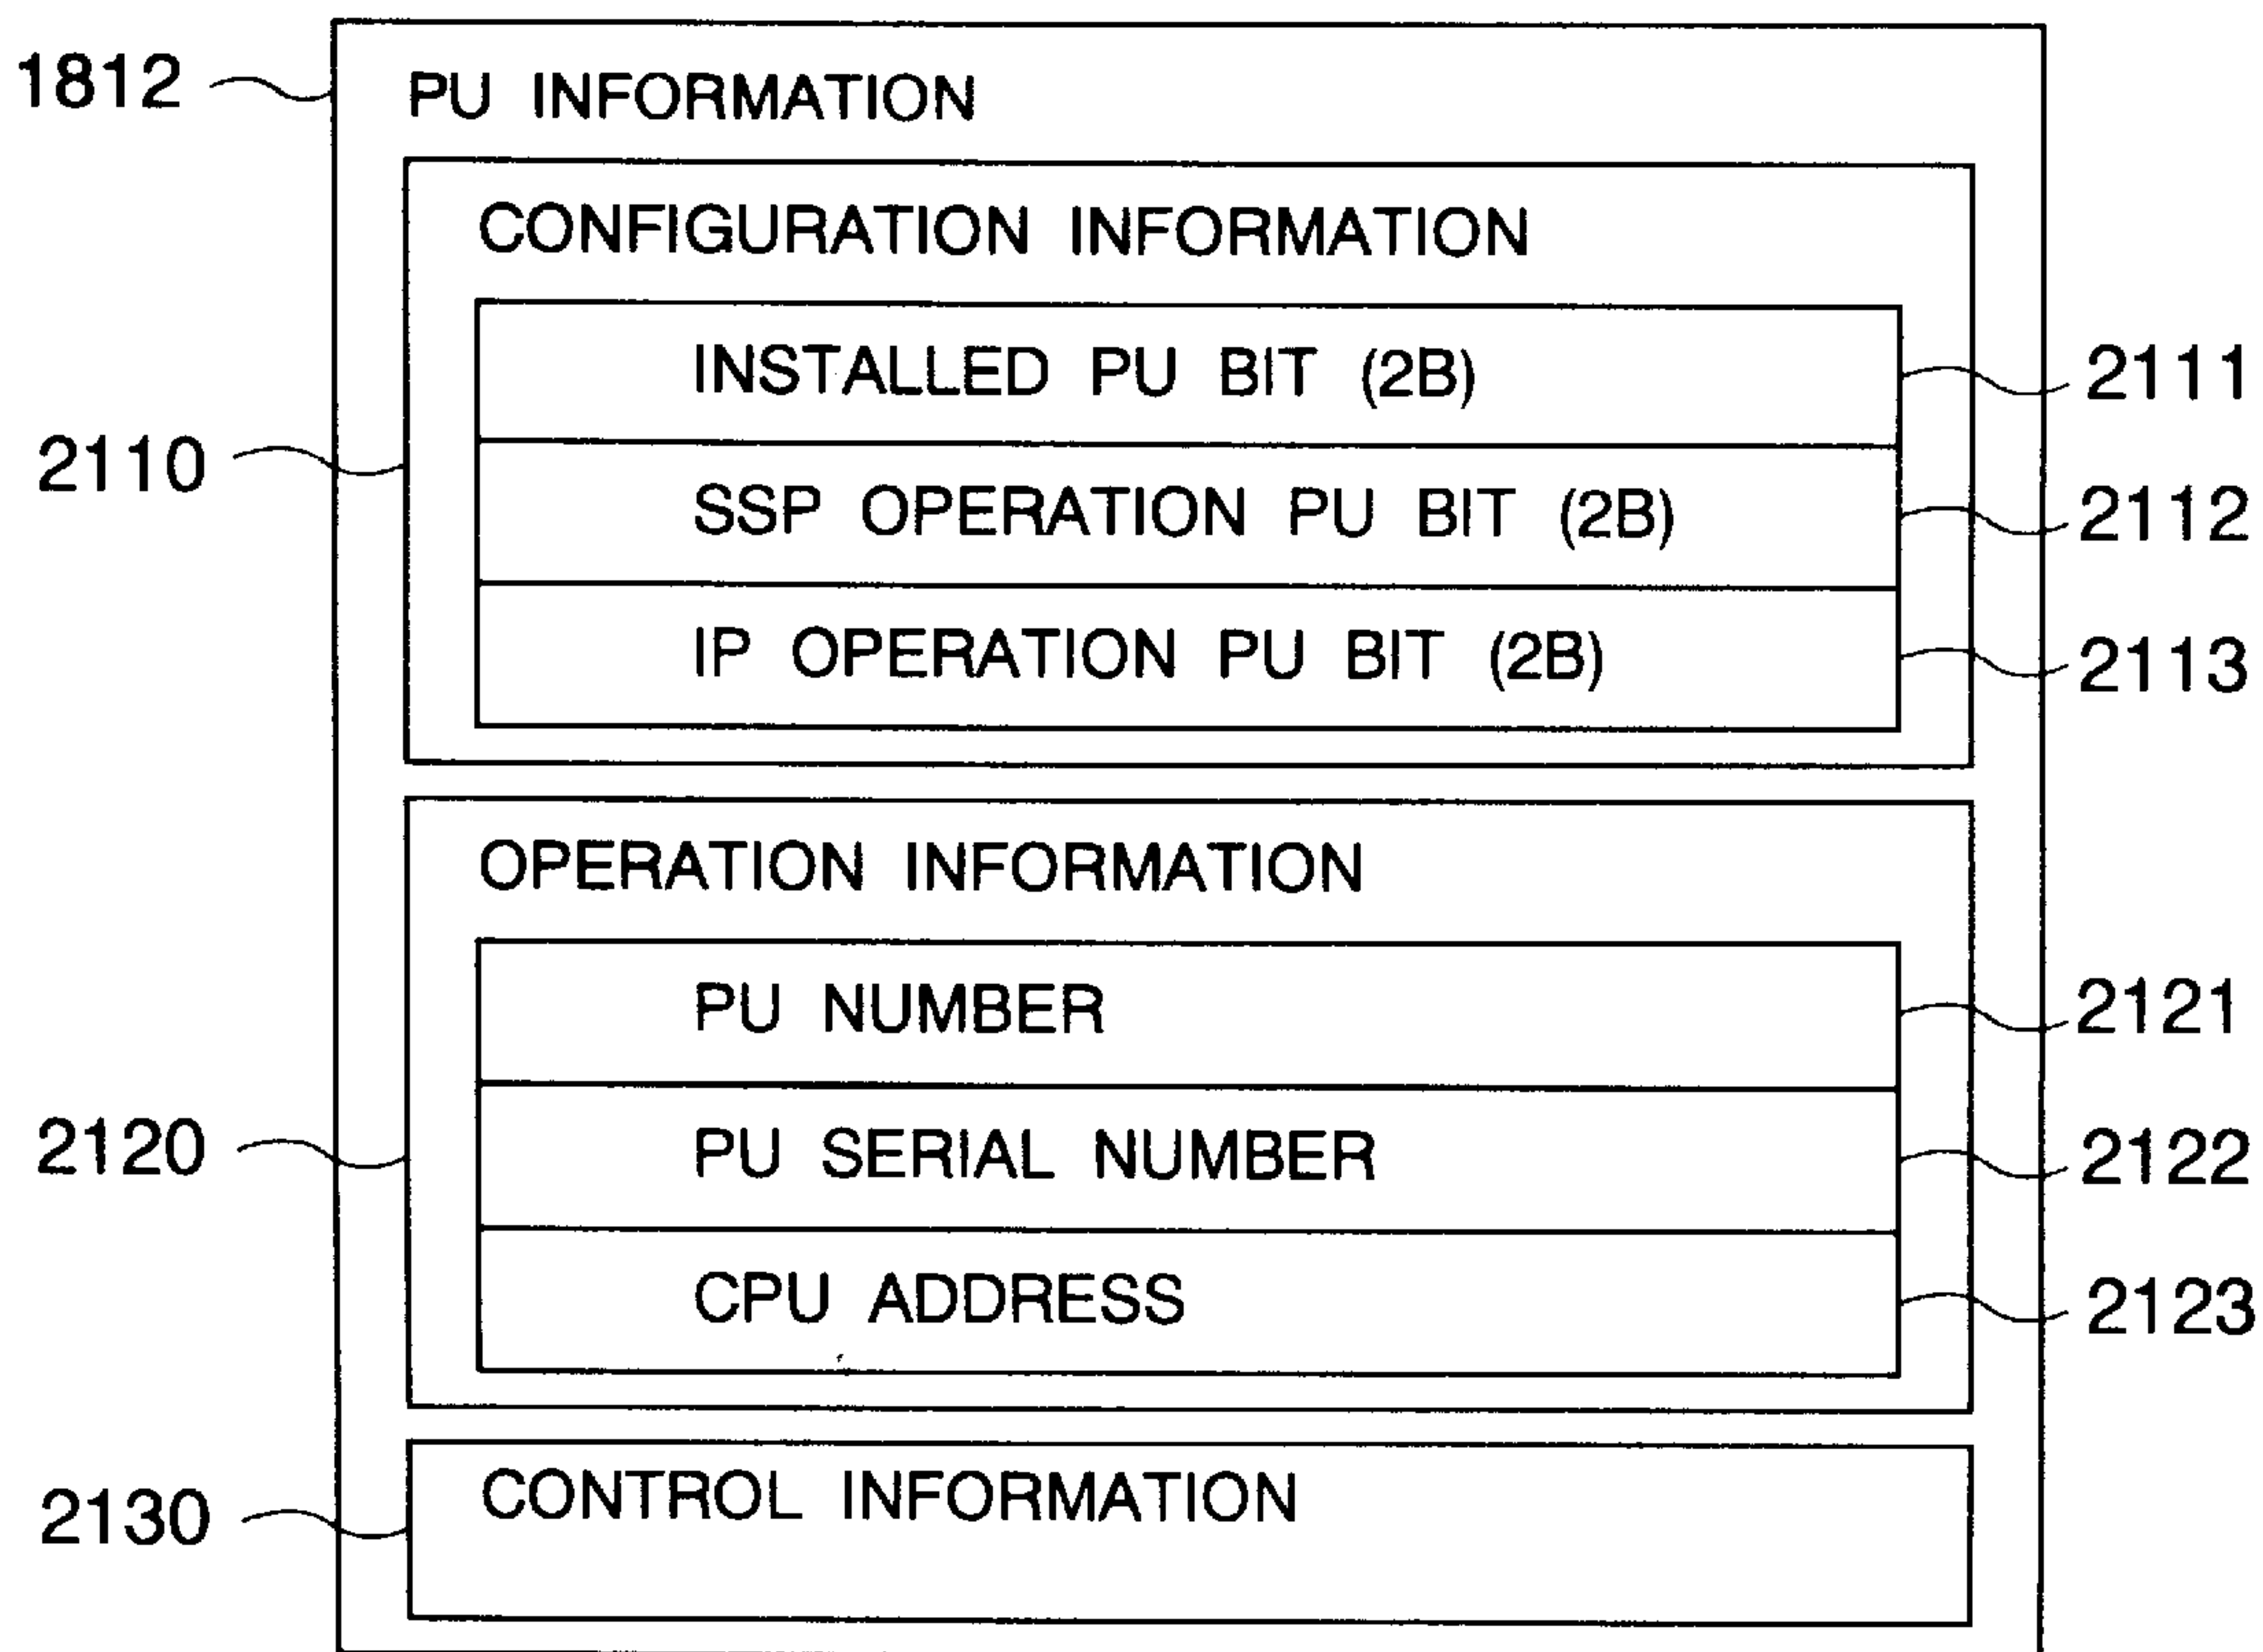 1812
PU INFORMATION
CONFIGURATION INFORMATION
INSTALLED PU BIT (2B)
2111
2110
SSP OPERATION PU BIT (2B)
2112
IP OPERATION PU BIT (2B)
2113
OPERATION INFORMATION
PU NUMBER
2121
2120
PU SERIAL NUMBER
2122
CPU ADDRESS
2123
CONTROL INFORMATION
2130